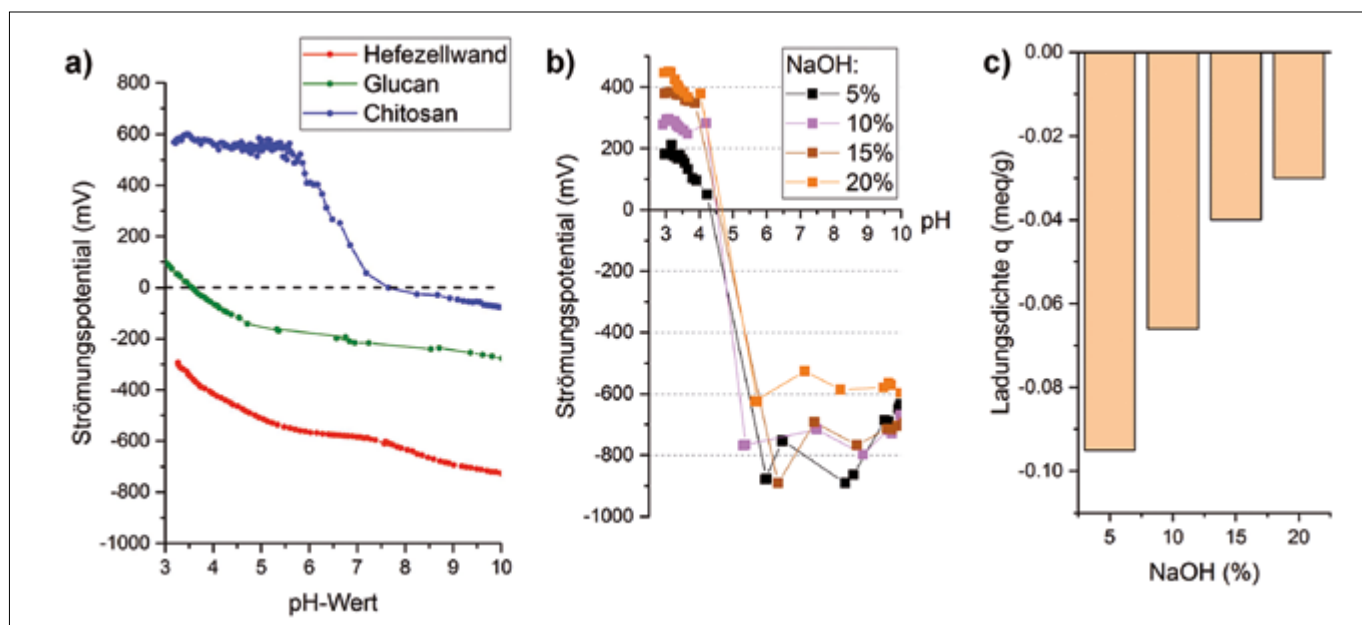 a)
Hefezellwand
Glucan
Chitosan
800
600
400
200
0
-200
-400
-600
-800
-1000
3 4 5 6 7 8 9 10
Strömungspotential (mV)
pH-Wert
b)
NaOH:
5%
10%
15%
20%
400
200
0
-200
-400
-600
-800
-1000
3 4 5 6 7 8 9 10
pH
Strömungspotential (mV)
c)
0.00
-0.02
-0.04
-0.06
-0.08
-0.10
5 10 15 20
Ladungsdichte q (meq/g)
NaOH (%)